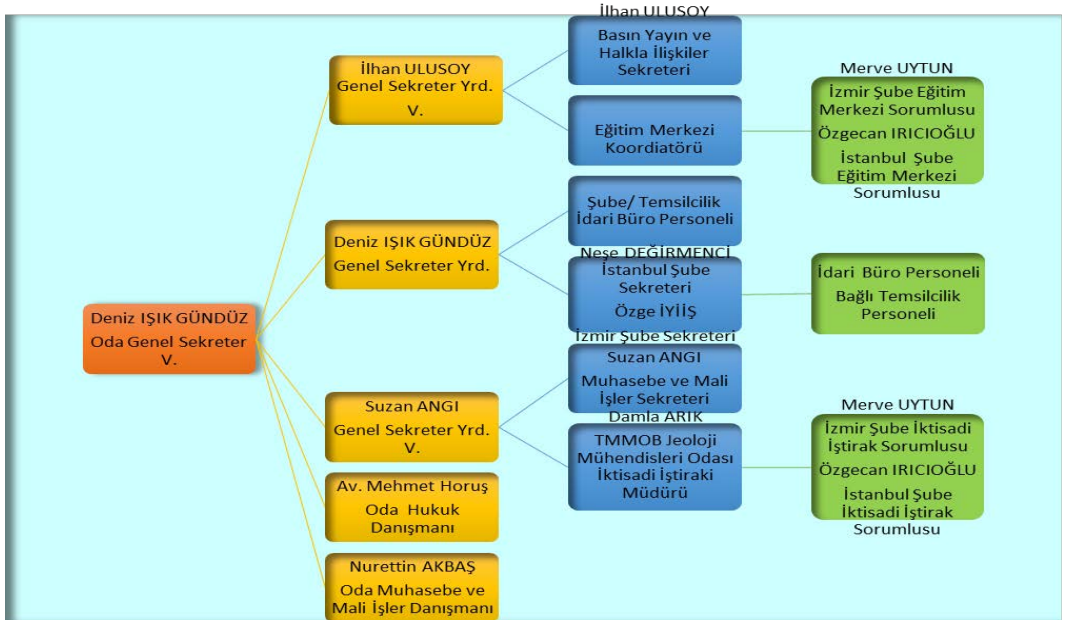 Deniz IŞIK GÜNDÜZ
Oda Genel Sekreter
V.
İlhan ULUSOY
Genel Sekreter Yrd.
V.
Deniz IŞIK GÜNDÜZ
Genel Sekreter Yrd.
Suzan ANGI
Genel Sekreter Yrd.
V.
Av. Mehmet Horuş
Oda Hukuk
Danışmanı
Nurettin AKBAŞ
Oda Muhasebe ve
Mali İşler Danışmanı
İlhan ULUSOY
Basın Yayın ve
Halkla İlişkiler
Sekreteri
Eğitim Merkezi
Koordiatörü
Şube/ Temsilcilik
İdari Büro Personeli
Neşe DEĞİRMENCİ
İstanbul Şube
Sekreteri
Özge İYİİŞ
İzmir Şube Sekreteri
Suzan ANGI
Muhasebe ve Mali
İşler Sekreteri
Damla ARIK
TMMOB Jeoloji
Mühendisleri Odası
İktisadi İştiraki
Müdürü
Merve UYTUN
İzmir Şube Eğitim
Merkezi Sorumlusu
Özgecan IRICIOĞLU
İstanbul Şube
Eğitim Merkezi
Sorumlusu
İdari Büro Personeli
Bağlı Temsilcilik
Personeli
Merve UYTUN
İzmir Şube İktisadi
İştirak Sorumlusu
Özgecan IRICIOĞLU
İstanbul Şube
İktisadi İştirak
Sorumlusu